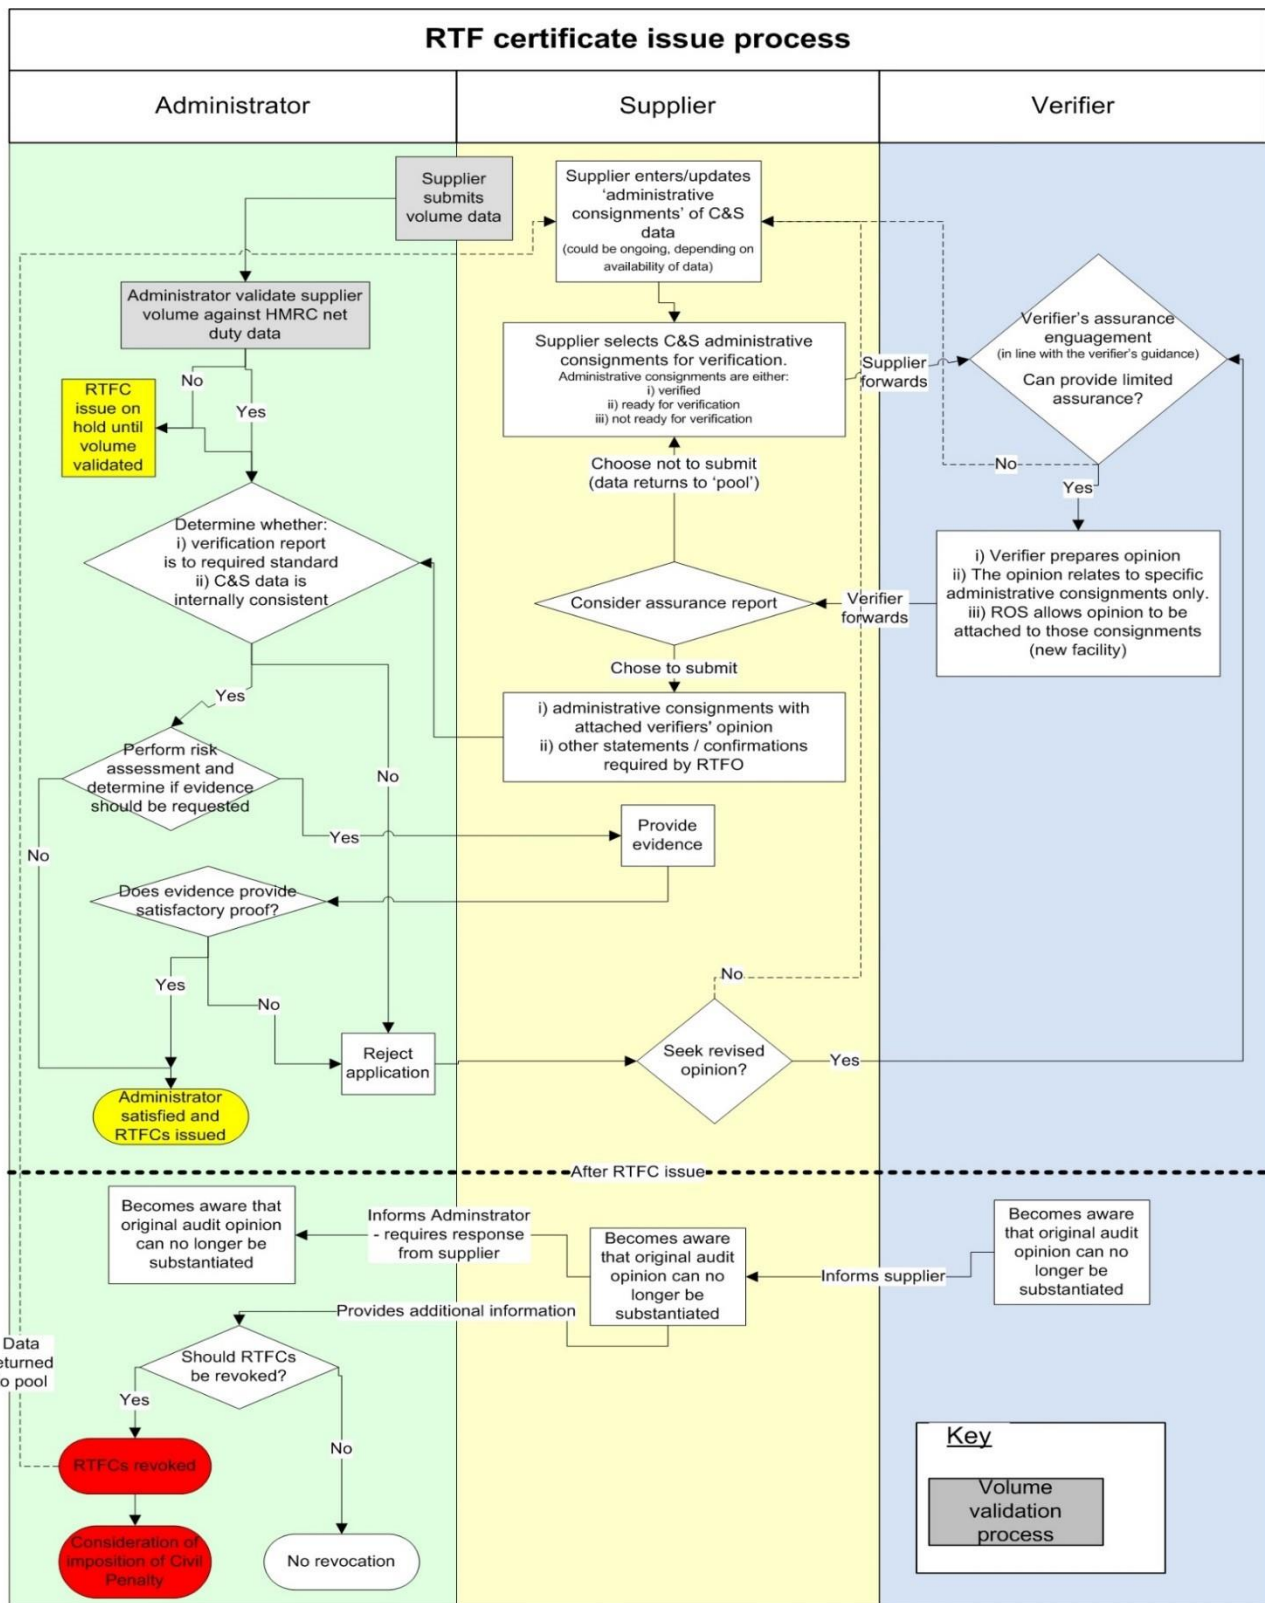 RTF certificate issue process
Administrator
Supplier
Verifier
Supplier
submits
volume data
Supplier enters/updates
‘administrative
consignments’ of C&S
data
(could be ongoing, depending on
availability of data)
Administrator validate supplier
volume against HMRC net
duty data
No
Yes
RTFC
issue on
hold until
volume
validated
Supplier selects C&S administrative
consignments for verification.
Administrative consignments are either:
i) verified
ii) ready for verification
iii) not ready for verification
Supplier
forwards
Verifier’s assurance
enguagement
(in line with the verifier’s guidance)
Can provide limited
assurance?
No
Yes
Choose not to submit
(data returns to ‘pool’)
Determine whether:
i) verification report
is to required standard
ii) C&S data is
internally consistent
Consider assurance report
Verifier
forwards
i) Verifier prepares opinion
ii) The opinion relates to specific
administrative consignments only.
iii) ROS allows opinion to be
attached to those consignments
(new facility)
Chose to submit
i) administrative consignments with
attached verifiers’ opinion
ii) other statements / confirmations
required by RTFO
Yes
No
Perform risk
assessment and
determine if evidence
should be requested
Yes
No
Provide
evidence
Does evidence provide
satisfactory proof?
Yes
No
Reject
application
No
Seek revised
opinion?
Yes
Administrator
satisfied and
RTFCs issued
After RTFC issue
Becomes aware that
original audit opinion
can no longer be
substantiated
Informs Adminstrator
- requires response
from supplier
Becomes aware
that original audit
opinion can no
longer be
substantiated
Informs supplier
Becomes aware
that original audit
opinion can no
longer be
substantiated
Provides additional information
Should RTFCs
be revoked?
Data
eturned
o pool
Yes
No
RTFCs revoked
Consideration of
imposition of Civil
Penalty
No revocation
Key
Volume
validation
process